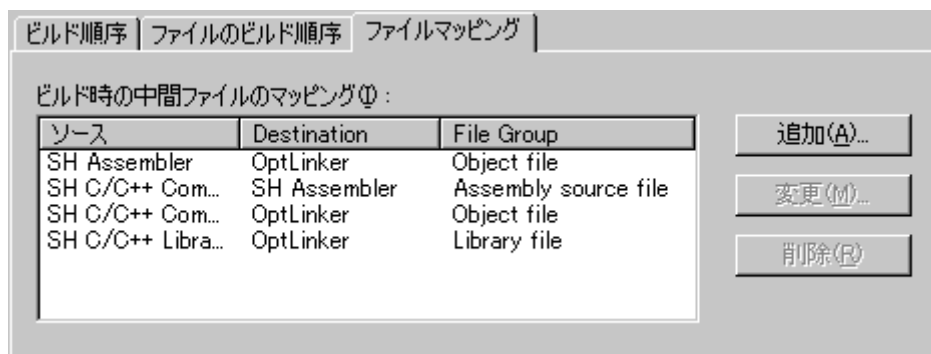 ビルド順序 ファイルのビルド順序 ファイルマッピング
ビルド時の中間ファイルのマッピング(I) :
ソース Destination File Group 追加(A)...
SH Assembler OptLinker Object file
SH C/C++ Com... SH Assembler Assembly source file 変更(M)...
SH C/C++ Com... OptLinker Object file
SH C/C++ Libra... OptLinker Library file 削除(R)